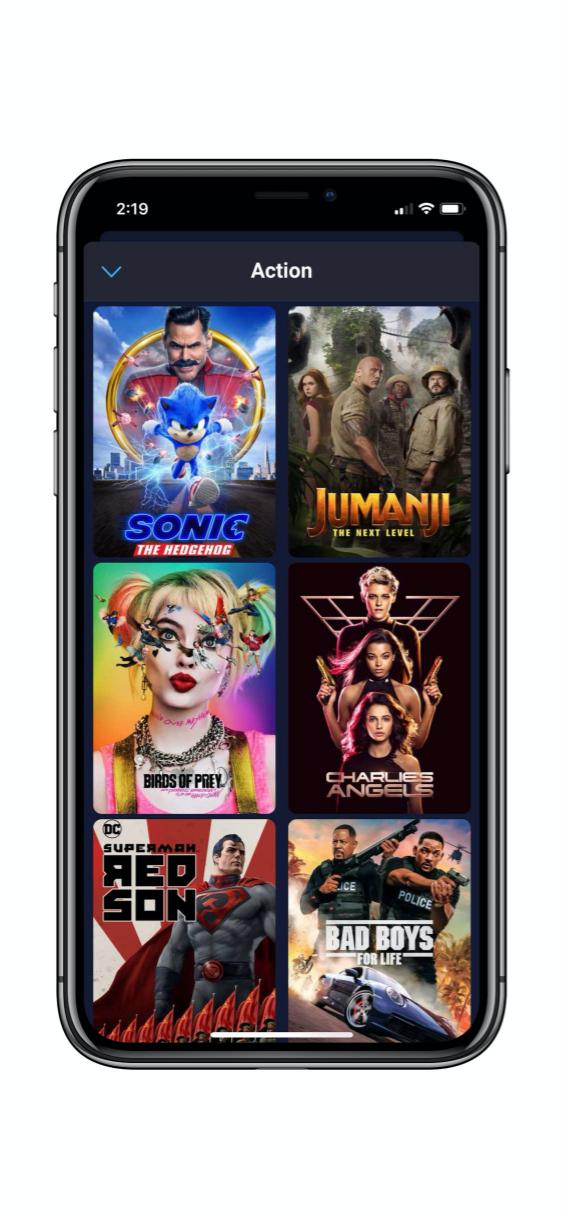 2:19
Action
SONIC
THE HEDGEHOG
JUMANJI
THE NEXT LEVEL
BIRDS OF PREY
CHARLIE'S
ANGELS
DC
SUPERMAN
RED
SON
POLICE
BAD BOYS
FOR LIFE